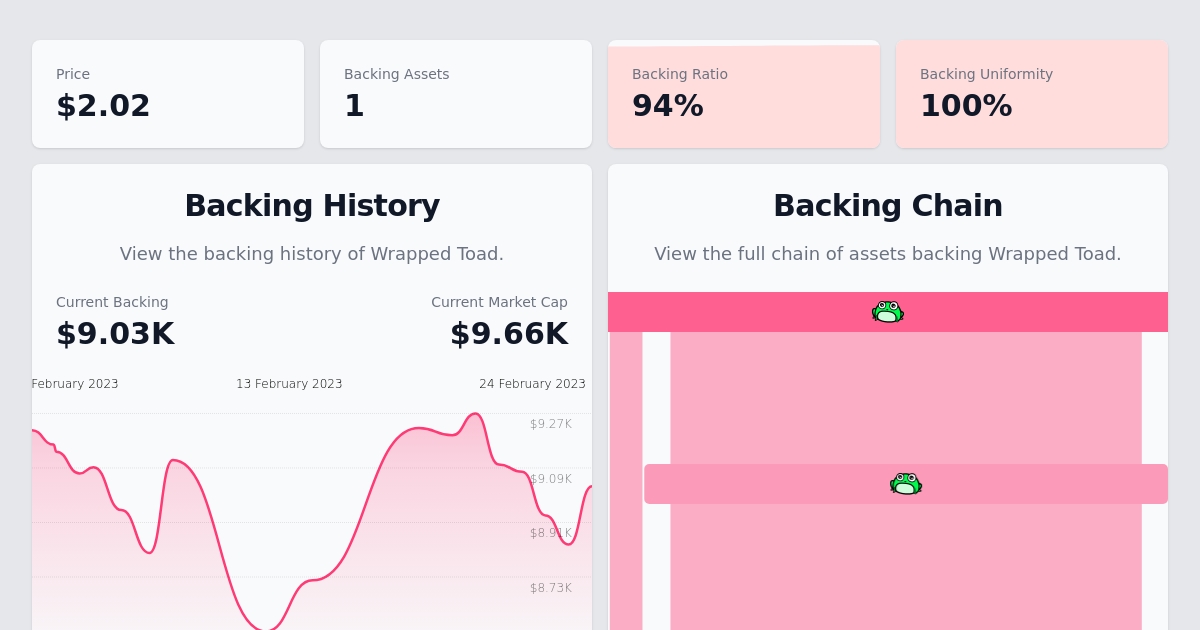 Price
$2.02
Backing Assets
1
Backing Ratio
94%
Backing Uniformity
100%
Backing History
View the backing history of Wrapped Toad.
Current Backing
$9.03K
Current Market Cap
$9.66K
February 2023
13 February 2023
24 February 2023
$9.27K
$9.09K
$8.91K
$8.73K
Backing Chain
View the full chain of assets backing Wrapped Toad.